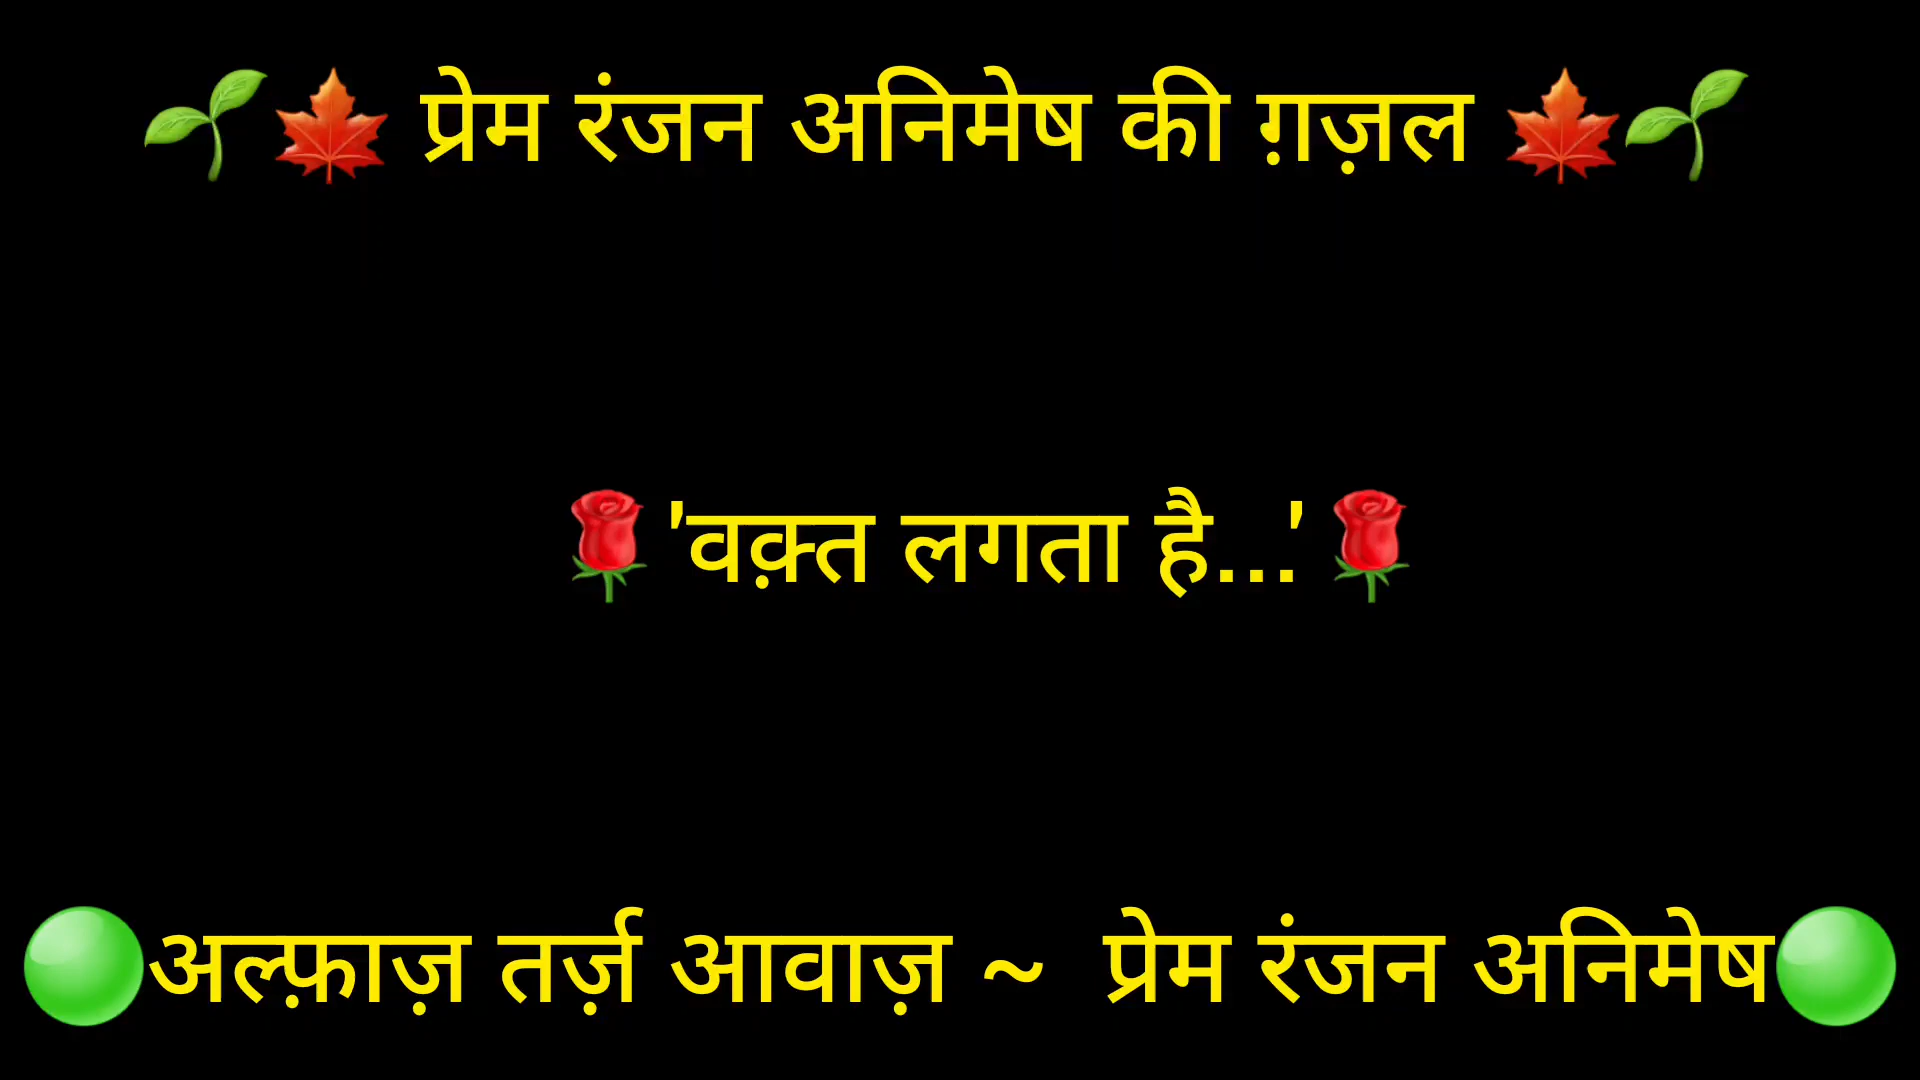 🌱🍁 प्रेम रंजन अनिमेष की ग़ज़ल 🍁🌱
🌹'वक़्त लगता है...'🌹
🟢अल्फ़ाज़ तर्ज़ आवाज़ ~ प्रेम रंजन अनिमेष🟢